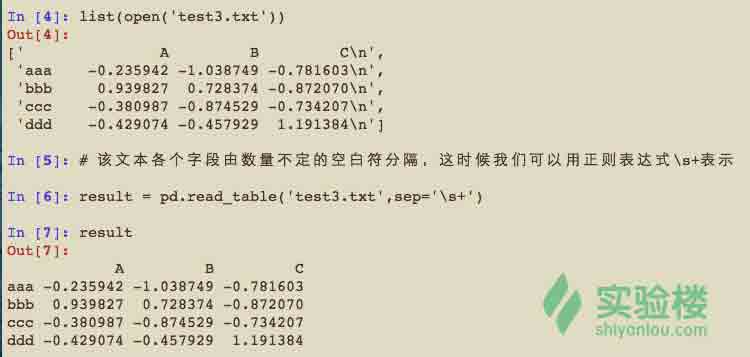 In [4]: list(open('test3.txt'))
Out[4]:
['            A         B         C\n',
 'aaa   -0.235942 -1.038749 -0.781603\n',
 'bbb    0.939827  0.728374 -0.872070\n',
 'ccc   -0.380987 -0.874529 -0.734207\n',
 'ddd   -0.429074 -0.457929  1.191384\n']
In [5]: # 该文本各个字段由数量不定的空白符分隔，这时候我们可以用正则表达式\s+表示
In [6]: result = pd.read_table('test3.txt',sep='\s+')
In [7]: result
Out[7]:
            A         B         C
aaa -0.235942 -1.038749 -0.781603
bbb  0.939827  0.728374 -0.872070
ccc -0.380987 -0.874529 -0.734207
ddd -0.429074 -0.457929  1.191384
实验楼
shiyanlou.com